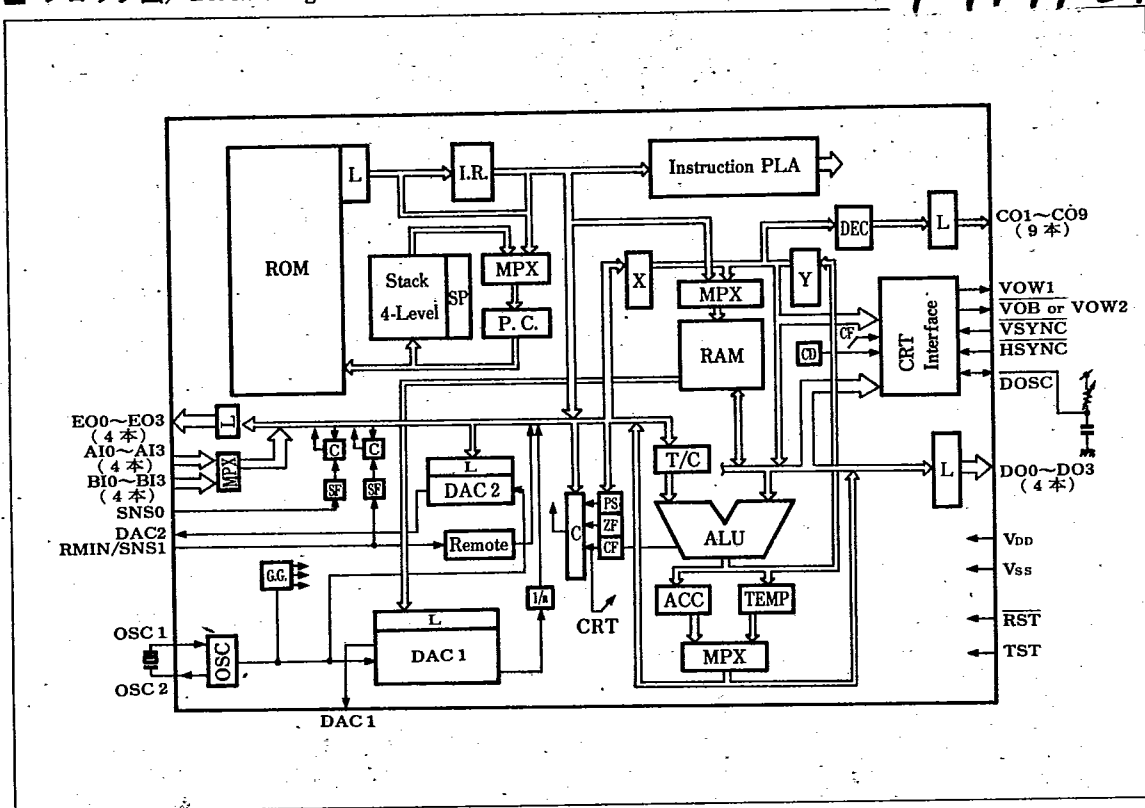 L
I.R.
Instruction PLA
ROM
Stack
4-Level
SP
MPX
P. C.
X
MPX
Y
DEC
L
CO1～CO9
(9本)
RAM
CF
CD
CRT
Interface
VOW1
VOB or VOW2
VSYNC
HSYNC
DOSC
EO0～EO3
(4本)
L
AI0～AI3
(4本)
MPX
BI0～BI3
(4本)
SNS0
C
C
SF
SF
L
DAC2
T/C
L
DO0～DO3
(4本)
DAC2
RMIN/SNS1
Remote
C
PS
ZF
CF
ALU
VDD
VSS
G.G.
1/n
ACC
TEMP
RST
CRT
OSC 1
OSC
OSC 2
L
DAC 1
MPX
TST
DAC 1